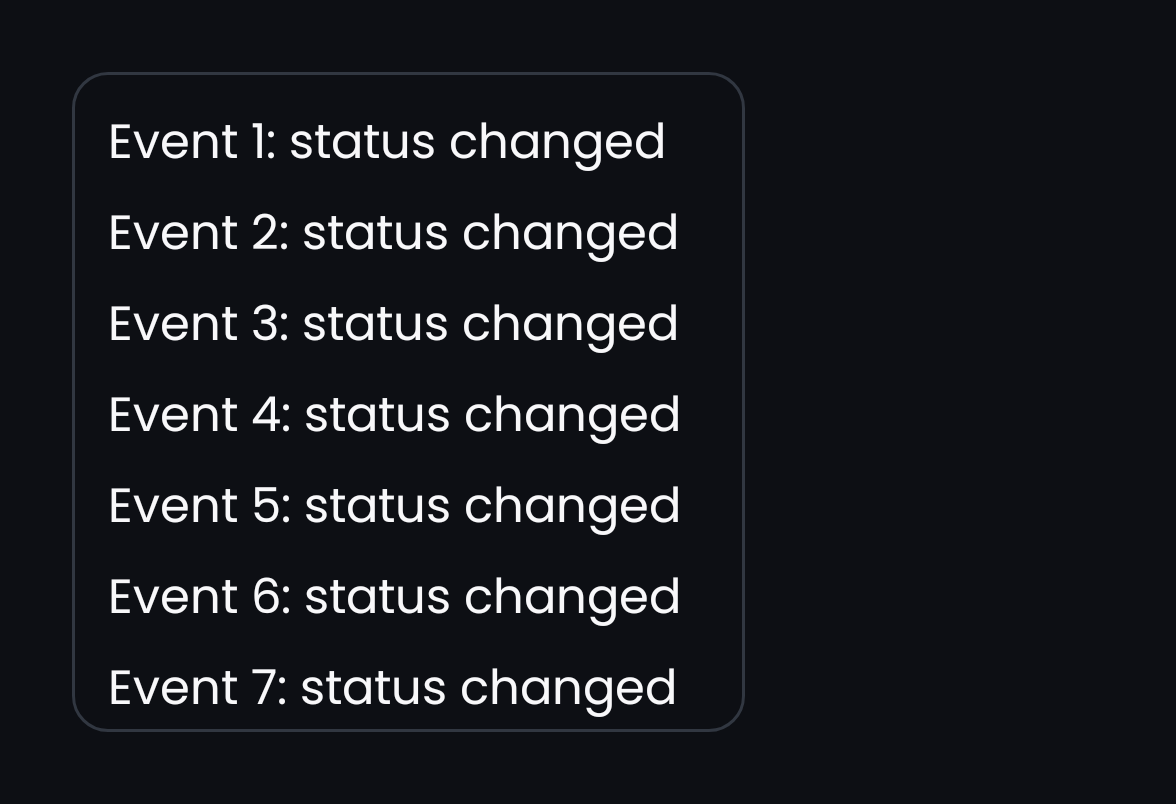 Event 1: status changed
Event 2: status changed
Event 3: status changed
Event 4: status changed
Event 5: status changed
Event 6: status changed
Event 7: status changed